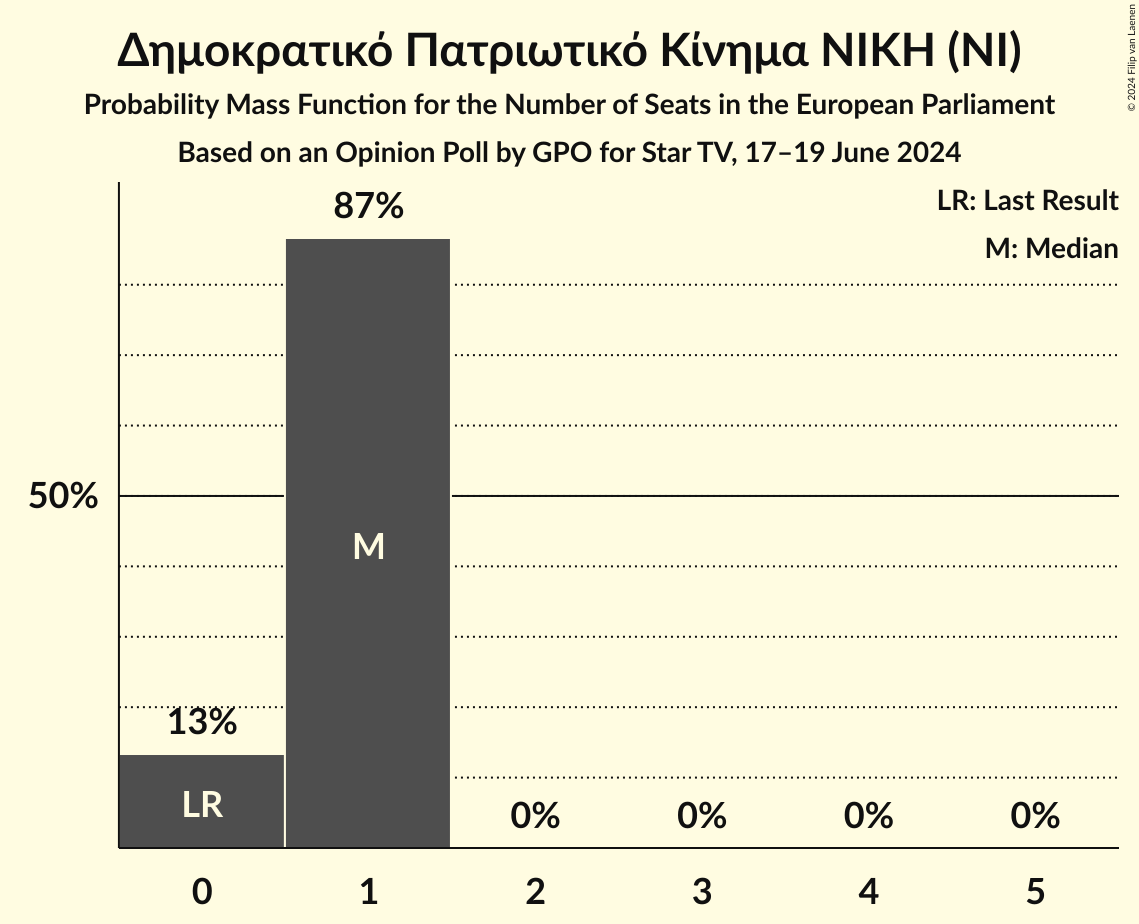 Δημοκρατικό Πατριωτικό Κίνημα ΝΙΚΗ (NI)
Probability Mass Function for the Number of Seats in the European Parliament
Based on an Opinion Poll by GPO for Star TV, 17–19 June 2024
© 2024 Filip van Laenen
LR: Last Result
M: Median
87%
50%
M
13%
LR
0%
0%
0%
0%
0
1
2
3
4
5